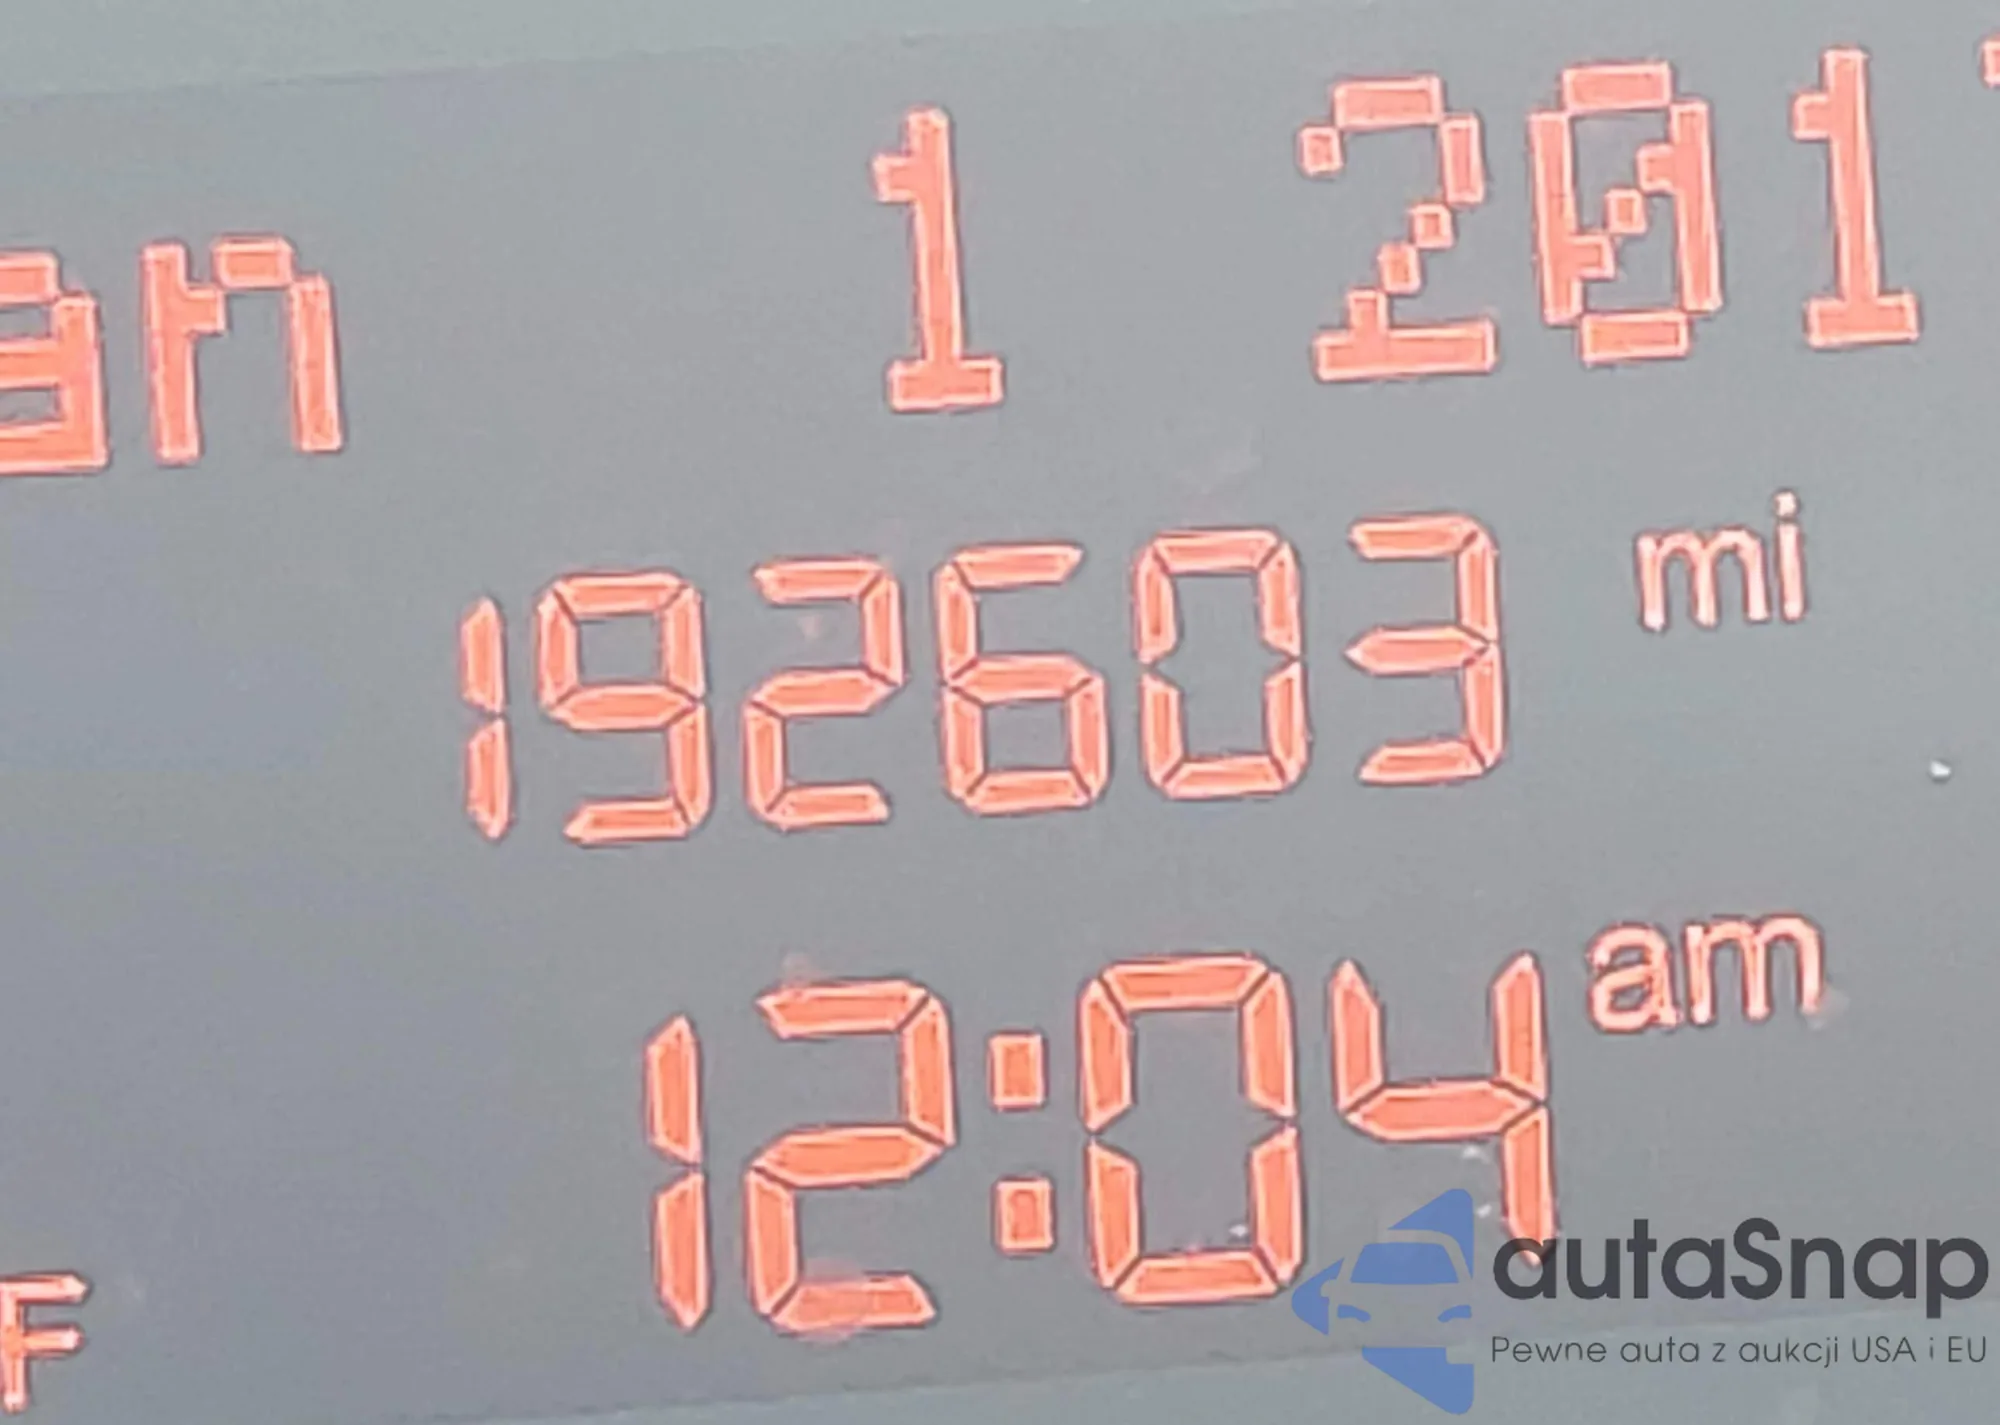 an 1 201
192603 mi
12:04 am
F
autaSnap
Pewne auta z aukcji USA i EU